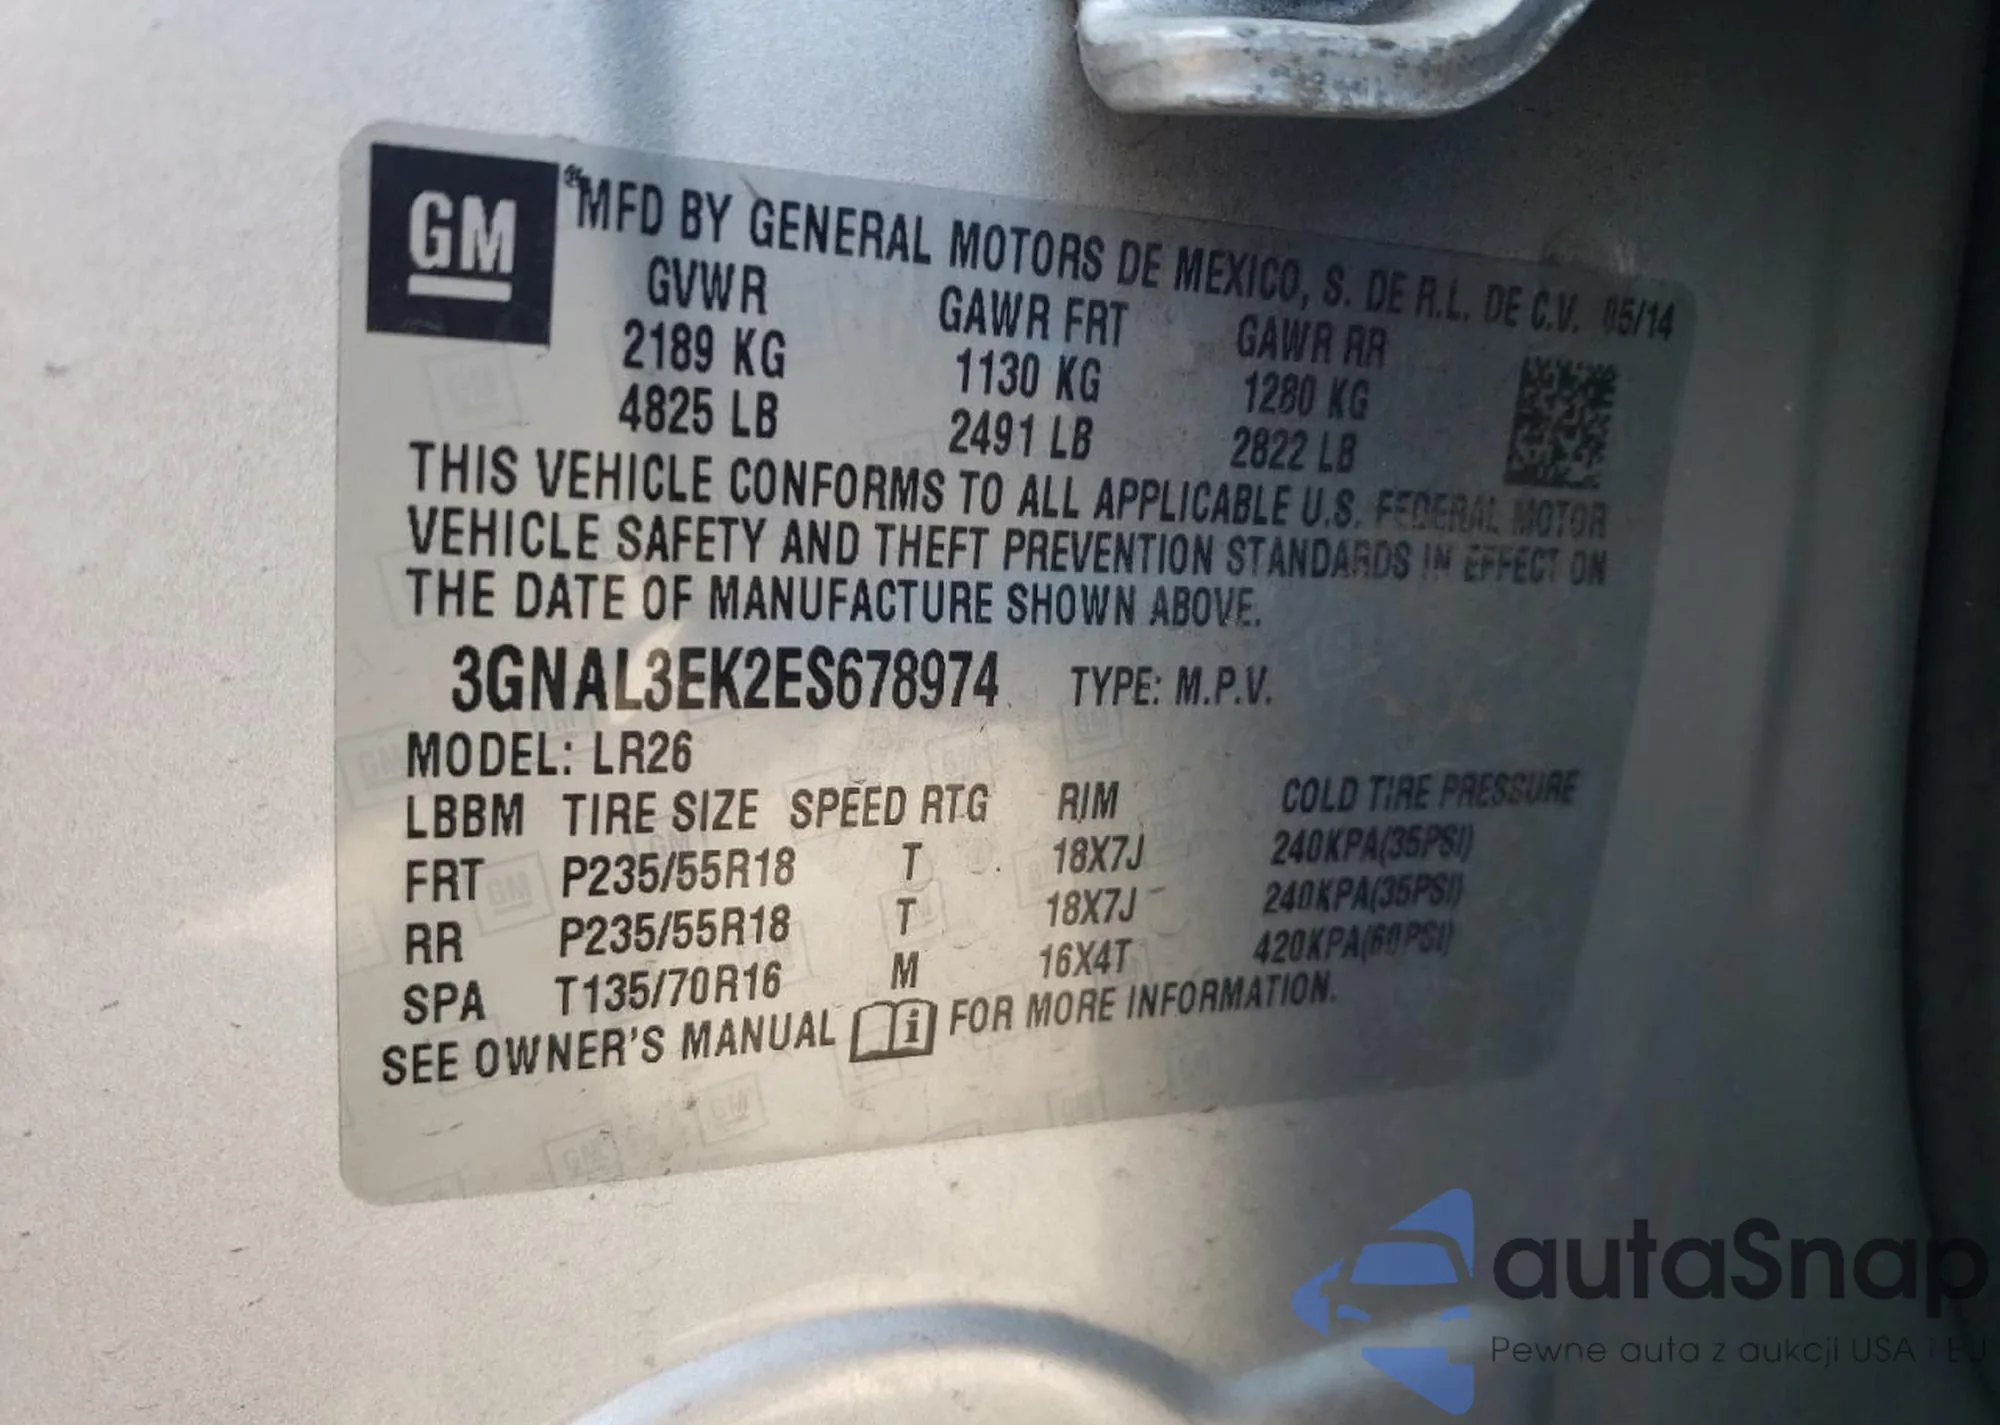 GM
MFD BY GENERAL MOTORS DE MEXICO, S. DE R.L. DE C.V. 05/14
GVWR GAWR FRT GAWR RR
2189 KG 1130 KG 1280 KG
4825 LB 2491 LB 2822 LB
THIS VEHICLE CONFORMS TO ALL APPLICABLE U.S. FEDERAL MOTOR
VEHICLE SAFETY AND THEFT PREVENTION STANDARDS IN EFFECT ON
THE DATE OF MANUFACTURE SHOWN ABOVE.
3GNAL3EK2ES678974 TYPE: M.P.V.
MODEL: LR26
LBBM TIRE SIZE SPEED RTG RIM COLD TIRE PRESSURE
FRT P235/55R18 T 18X7J 240KPA(35PSI)
RR P235/55R18 T 18X7J 240KPA(35PSI)
SPA T135/70R16 M 16X4T 420KPA(60PSI)
SEE OWNER'S MANUAL FOR MORE INFORMATION.
autaSnap
Pewne auta z aukcji USA i EU